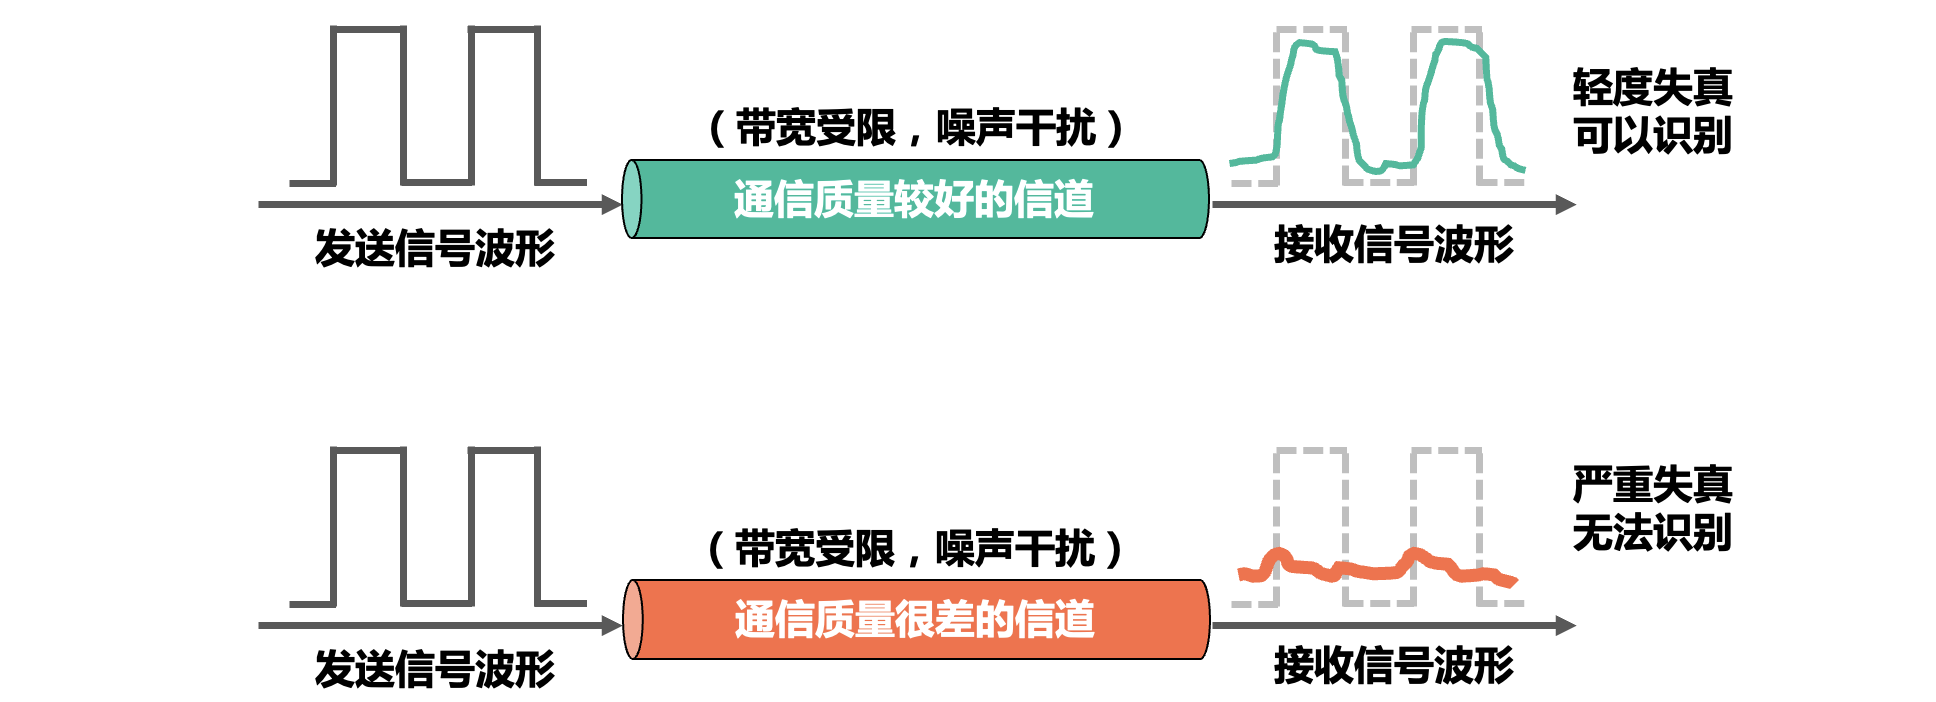 （带宽受限，噪声干扰）
通信质量较好的信道
发送信号波形
接收信号波形
轻度失真
可以识别
（带宽受限，噪声干扰）
通信质量很差的信道
发送信号波形
接收信号波形
严重失真
无法识别